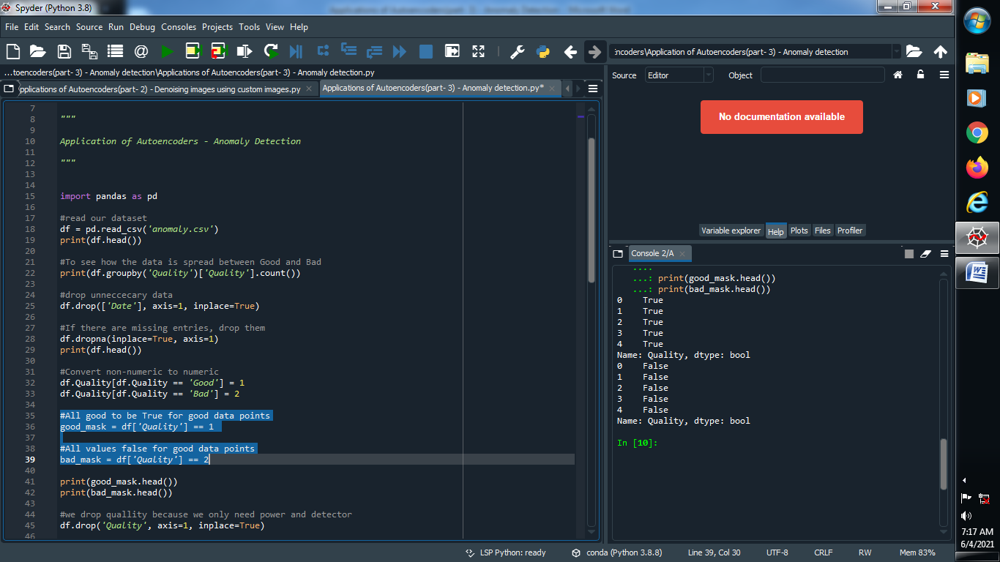 Spyder (Python 3.8)
File Edit Search Source Run Debug Consoles Projects Tools View Help
:ncoders\Application of Autoencoders(part- 3) - Anomaly detection
...toencoders(part- 3) - Anomaly detection\Applications of Autoencoders(part- 3) - Anomaly detection.py
pplications of Autoencoders(part- 2) - Denoising images using custom images.py
Applications of Autoencoders(part- 3) - Anomaly detection.py*
7
8 """
9
10 Application of Autoencoders - Anomaly Detection
11
12 """
13
14
15 import pandas as pd
16
17 #read our dataset
18 df = pd.read_csv('anomaly.csv')
19 print(df.head())
20
21 #To see how the data is spread between Good and Bad
22 print(df.groupby('Quality')['Quality'].count())
23
24 #drop unneccecary data
25 df.drop(['Date'], axis=1, inplace=True)
26
27 #If there are missing entries, drop them
28 df.dropna(inplace=True, axis=1)
29 print(df.head())
30
31 #Convert non-numeric to numeric
32 df.Quality[df.Quality == 'Good'] = 1
33 df.Quality[df.Quality == 'Bad'] = 2
34
35 #All good to be True for good data points
36 good_mask = df['Quality'] == 1
37
38 #All values false for good data points
39 bad_mask = df['Quality'] == 2
40
41 print(good_mask.head())
42 print(bad_mask.head())
43
44 #we drop quallity because we only need power and detector
45 df.drop('Quality', axis=1, inplace=True)
46
Source Editor Object
No documentation available
Variable explorer Help Plots Files Profiler
Console 2/A
....:
...: print(good_mask.head())
...: print(bad_mask.head())
0 True
1 True
2 True
3 True
4 True
Name: Quality, dtype: bool
0 False
1 False
2 False
3 False
4 False
Name: Quality, dtype: bool
In [10]:
LSP Python: ready conda (Python 3.8.8) Line 39, Col 30 UTF-8 CRLF RW Mem 83%
7:17 AM
6/4/2021